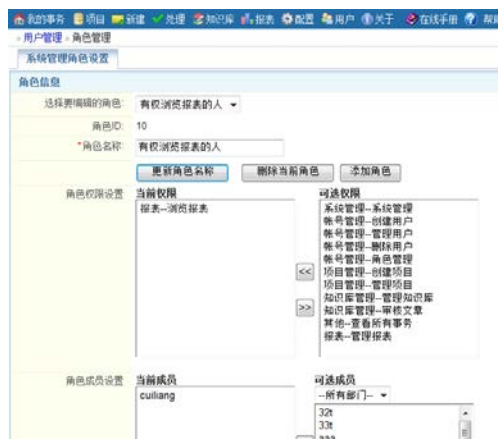 我的事务 项目 新建 处理 知识库 报表 配置 用户 关于 在线手册 帮
用户管理 - 角色管理
系统管理角色设置
角色信息
选择要编辑的角色: 有权浏览报表的人
角色ID: 10
*角色名称: 有权浏览报表的人
更新角色名称 删除当前角色 添加角色
角色权限设置 当前权限 可选权限
报表--浏览报表
系统管理--系统管理
帐号管理--创建用户
帐号管理--管理用户
帐号管理--删除用户
帐号管理--角色管理
<< 项目管理--创建项目
项目管理--管理项目
知识库管理--管理知识库
>> 知识库管理--审核文章
其他--查看所有事务
报表--管理报表
角色成员设置 当前成员 可选成员
cuiliang --所有部门--
32t
33t